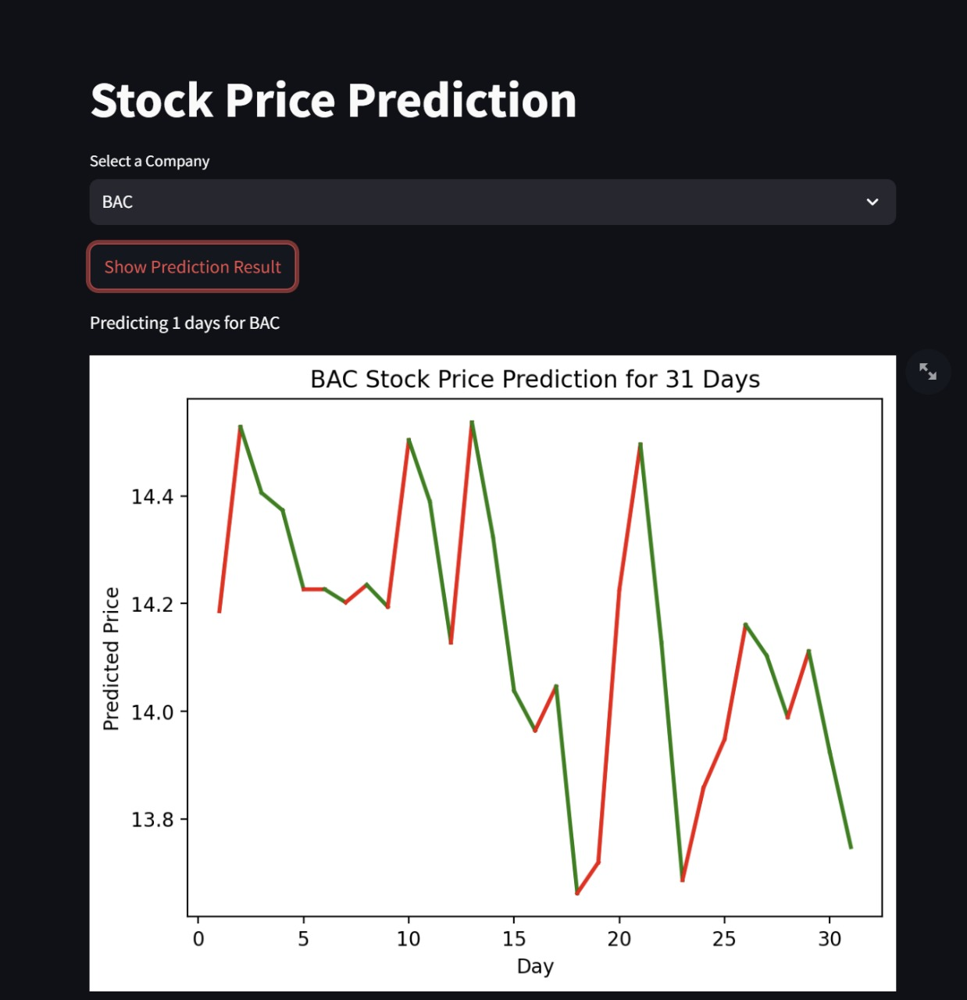 Stock Price Prediction
Select a Company
BAC
Show Prediction Result
Predicting 1 days for BAC
BAC Stock Price Prediction for 31 Days
14.4
14.2
14.0
13.8
Predicted Price
0 5 10 15 20 25 30
Day